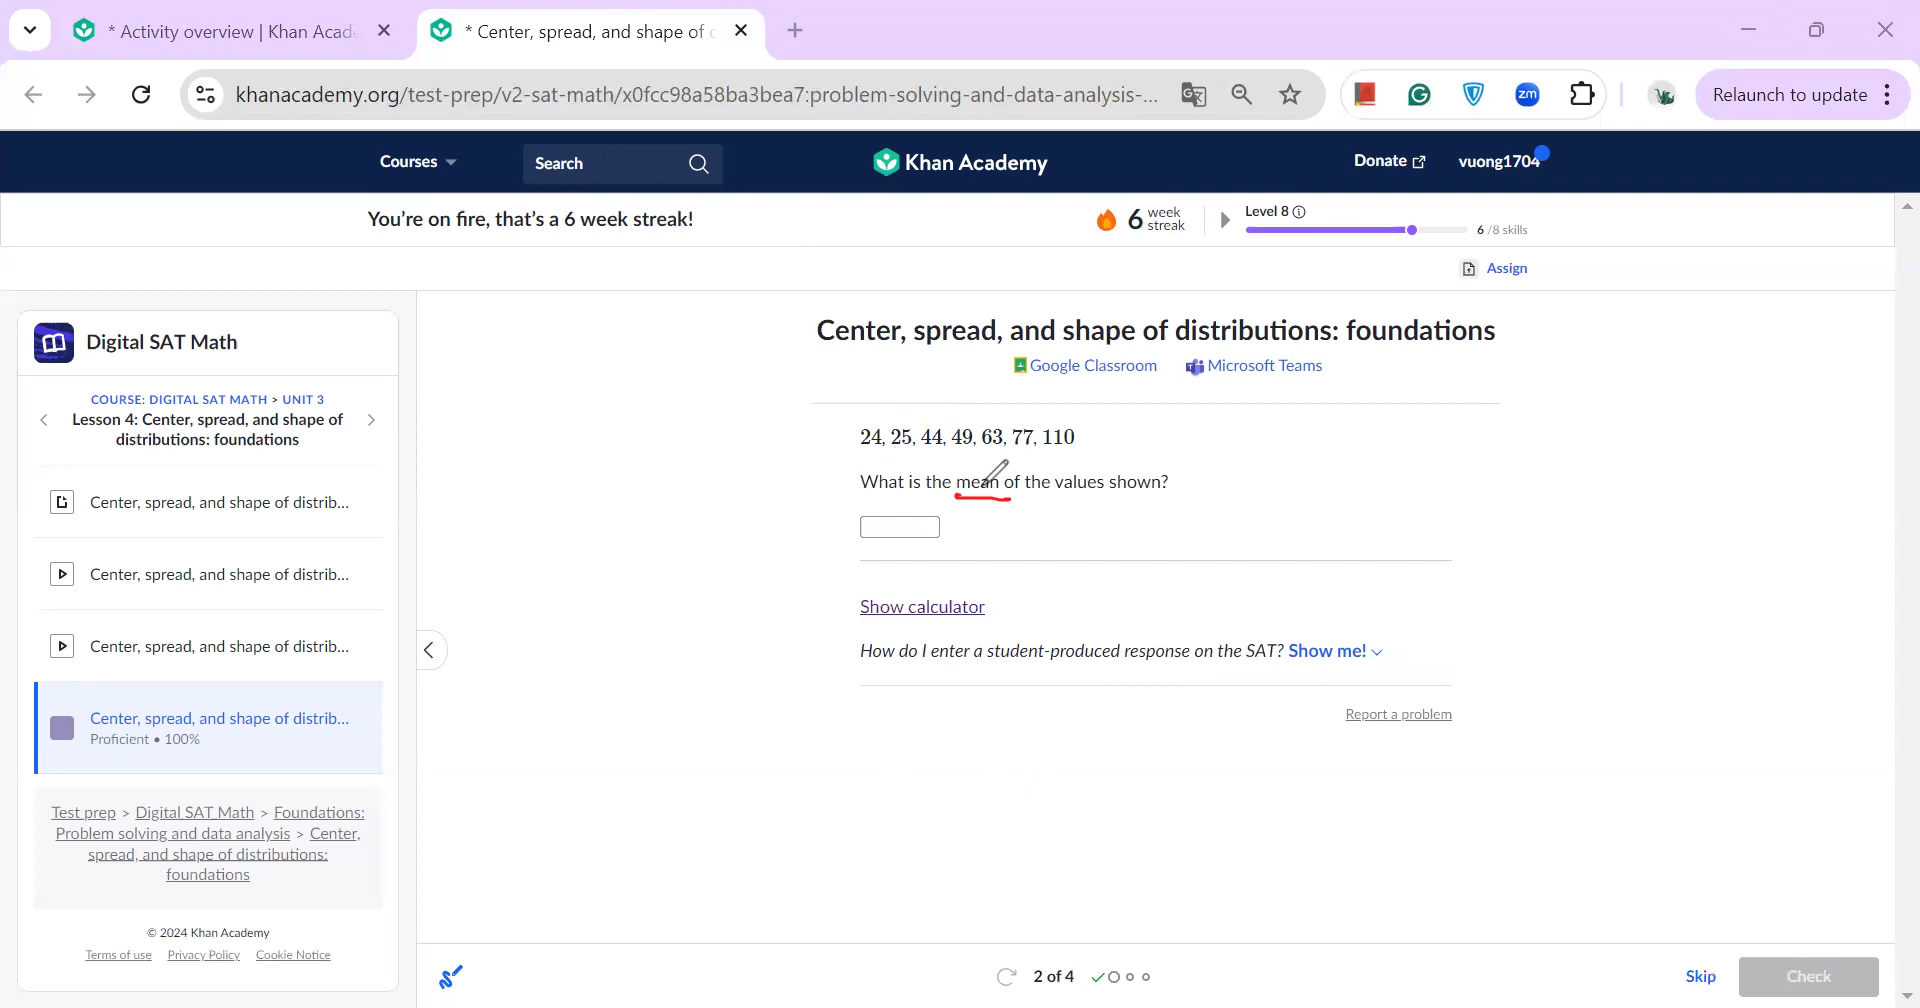 * Activity overview | Khan Acade
* Center, spread, and shape of c
khanacademy.org/test-prep/v2-sat-math/x0fcc98a58ba3bea7:problem-solving-and-data-analysis-...
zm
Relaunch to update
Courses
Search
Khan Academy
Donate
vuong1704
You're on fire, that's a 6 week streak!
6 week streak
Level 8
6 /8 skills
Assign
Digital SAT Math
COURSE: DIGITAL SAT MATH > UNIT 3
Lesson 4: Center, spread, and shape of
distributions: foundations
Center, spread, and shape of distrib...
Center, spread, and shape of distrib...
Center, spread, and shape of distrib...
Center, spread, and shape of distrib...
Proficient • 100%
Test prep > Digital SAT Math > Foundations:
Problem solving and data analysis > Center,
spread, and shape of distributions:
foundations
© 2024 Khan Academy
Terms of use Privacy Policy Cookie Notice
Center, spread, and shape of distributions: foundations
Google Classroom Microsoft Teams
24, 25, 44, 49, 63, 77, 110
What is the mean of the values shown?
Show calculator
How do I enter a student-produced response on the SAT? Show me!
Report a problem
2 of 4
Skip
Check